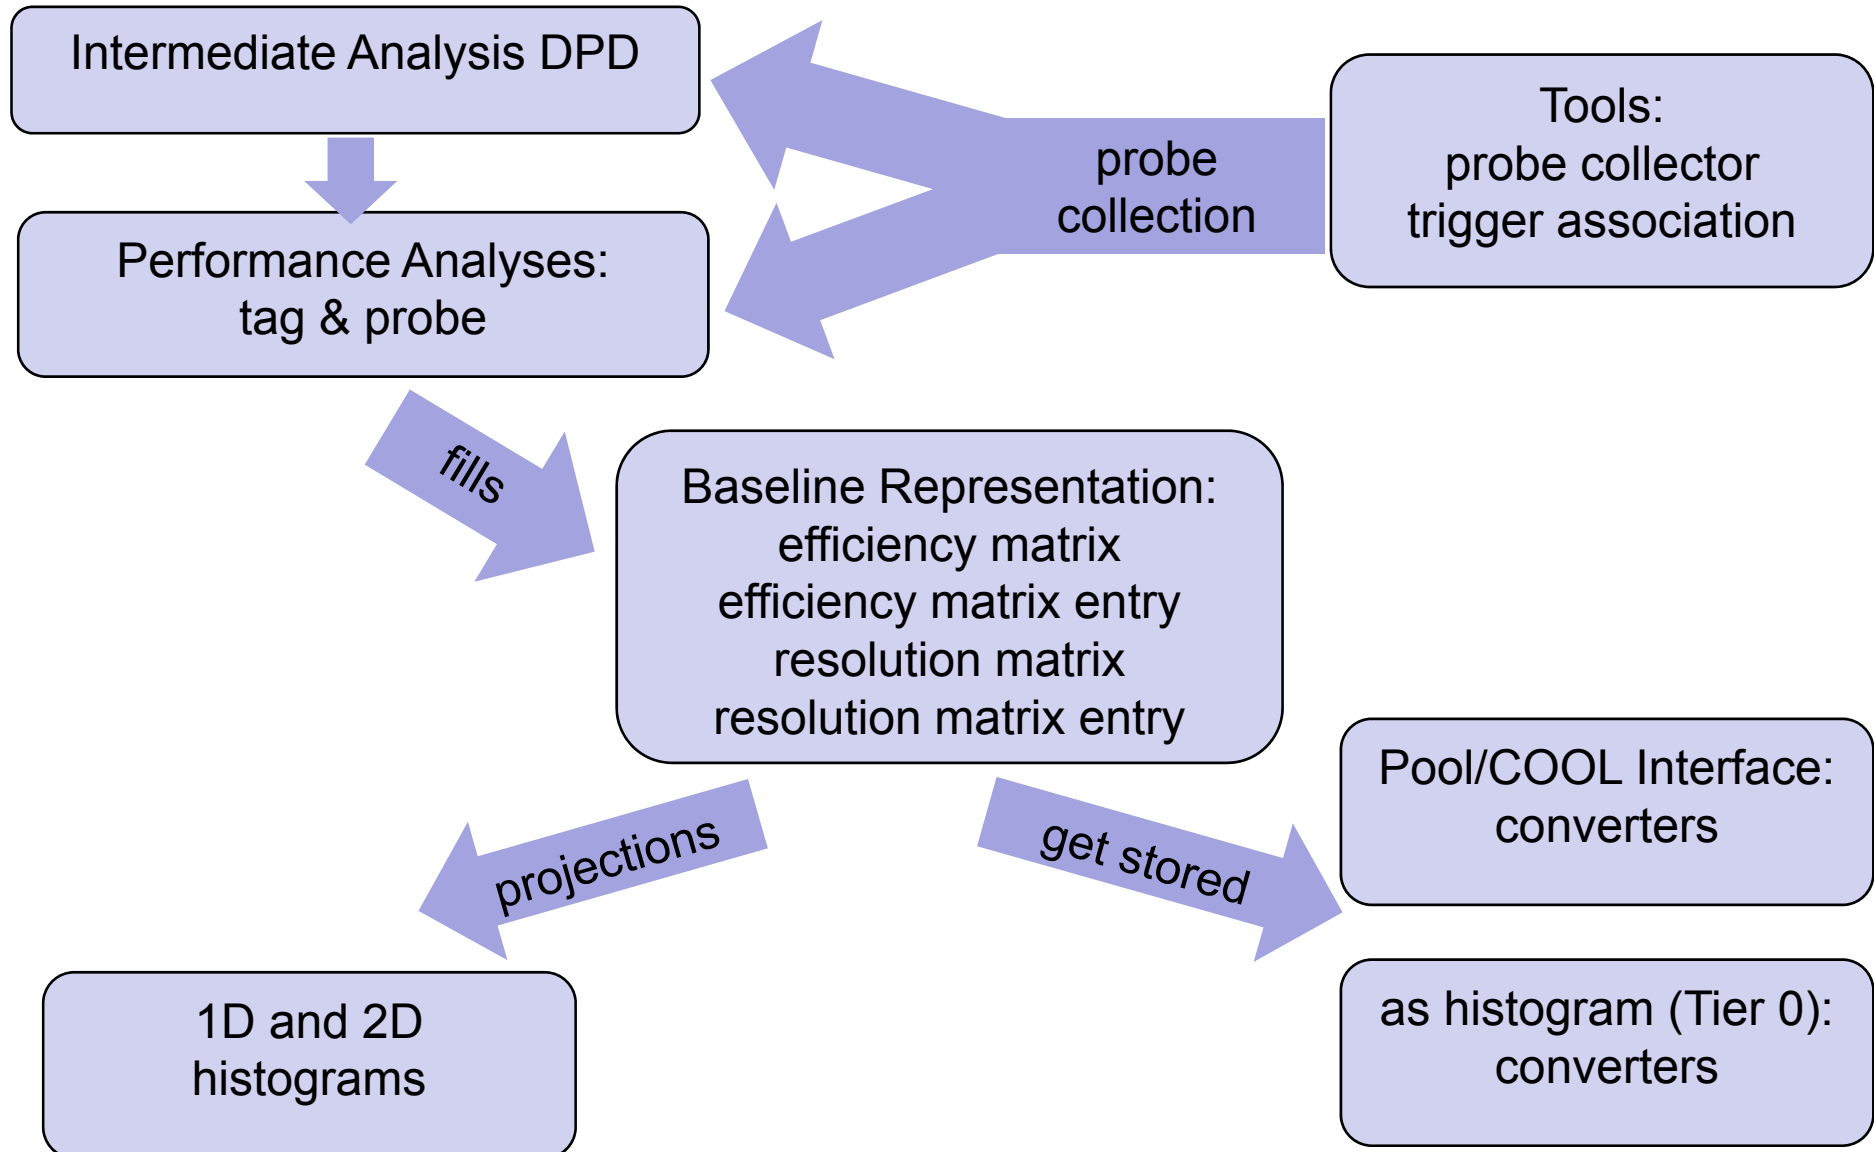 Intermediate Analysis DPD
Tools:
probe collector
trigger association
probe
collection
Performance Analyses:
tag & probe
fills
Baseline Representation:
efficiency matrix
efficiency matrix entry
resolution matrix
resolution matrix entry
projections
get stored
Pool/COOL Interface:
converters
1D and 2D
histograms
as histogram (Tier 0):
converters